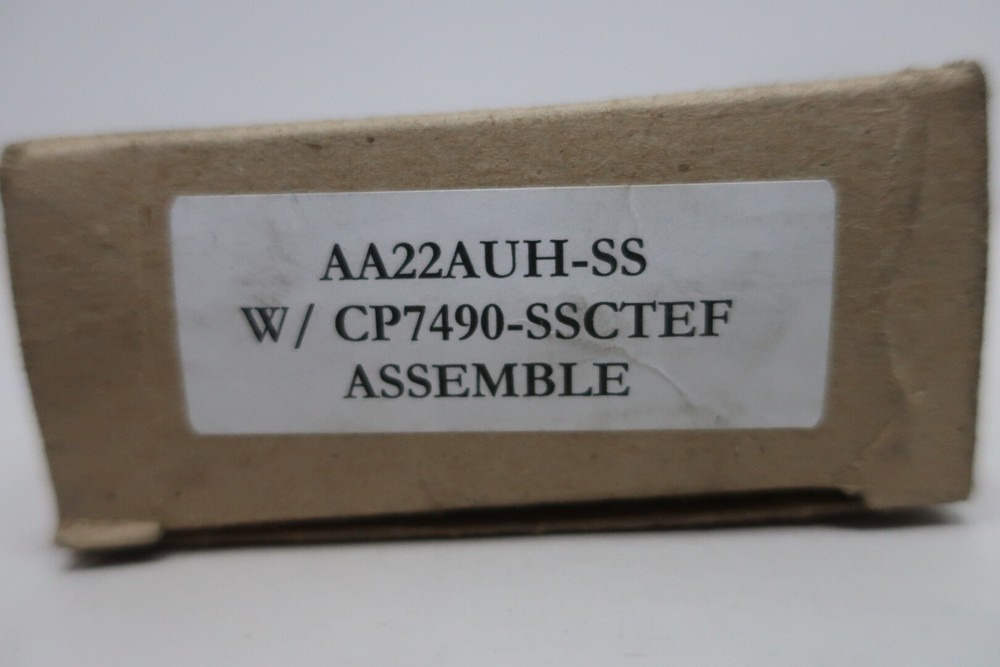 AA22AUH-SS
W/ CP7490-SSCTEF
ASSEMBLE